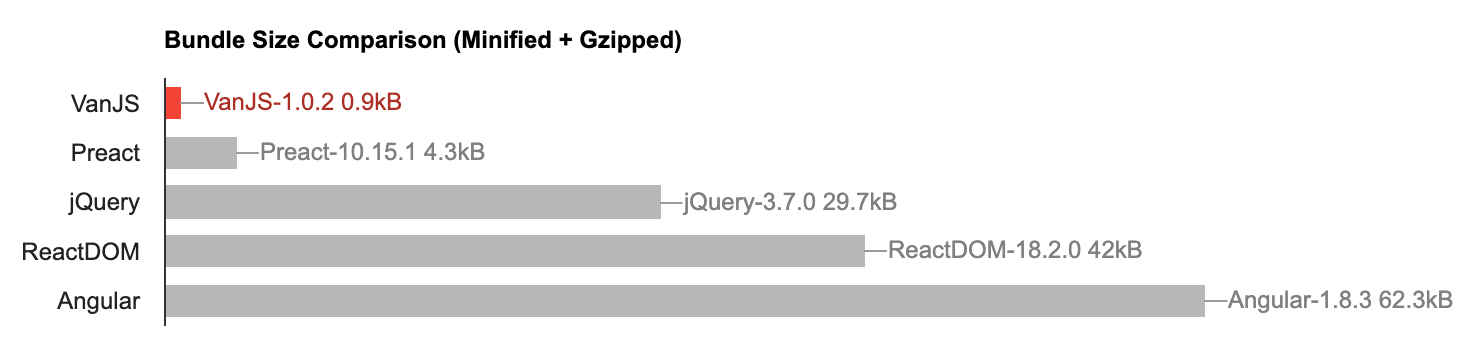 Bundle Size Comparison (Minified + Gzipped)
VanJS VanJS-1.0.2 0.9kB
Preact Preact-10.15.1 4.3kB
jQuery jQuery-3.7.0 29.7kB
ReactDOM ReactDOM-18.2.0 42kB
Angular Angular-1.8.3 62.3kB